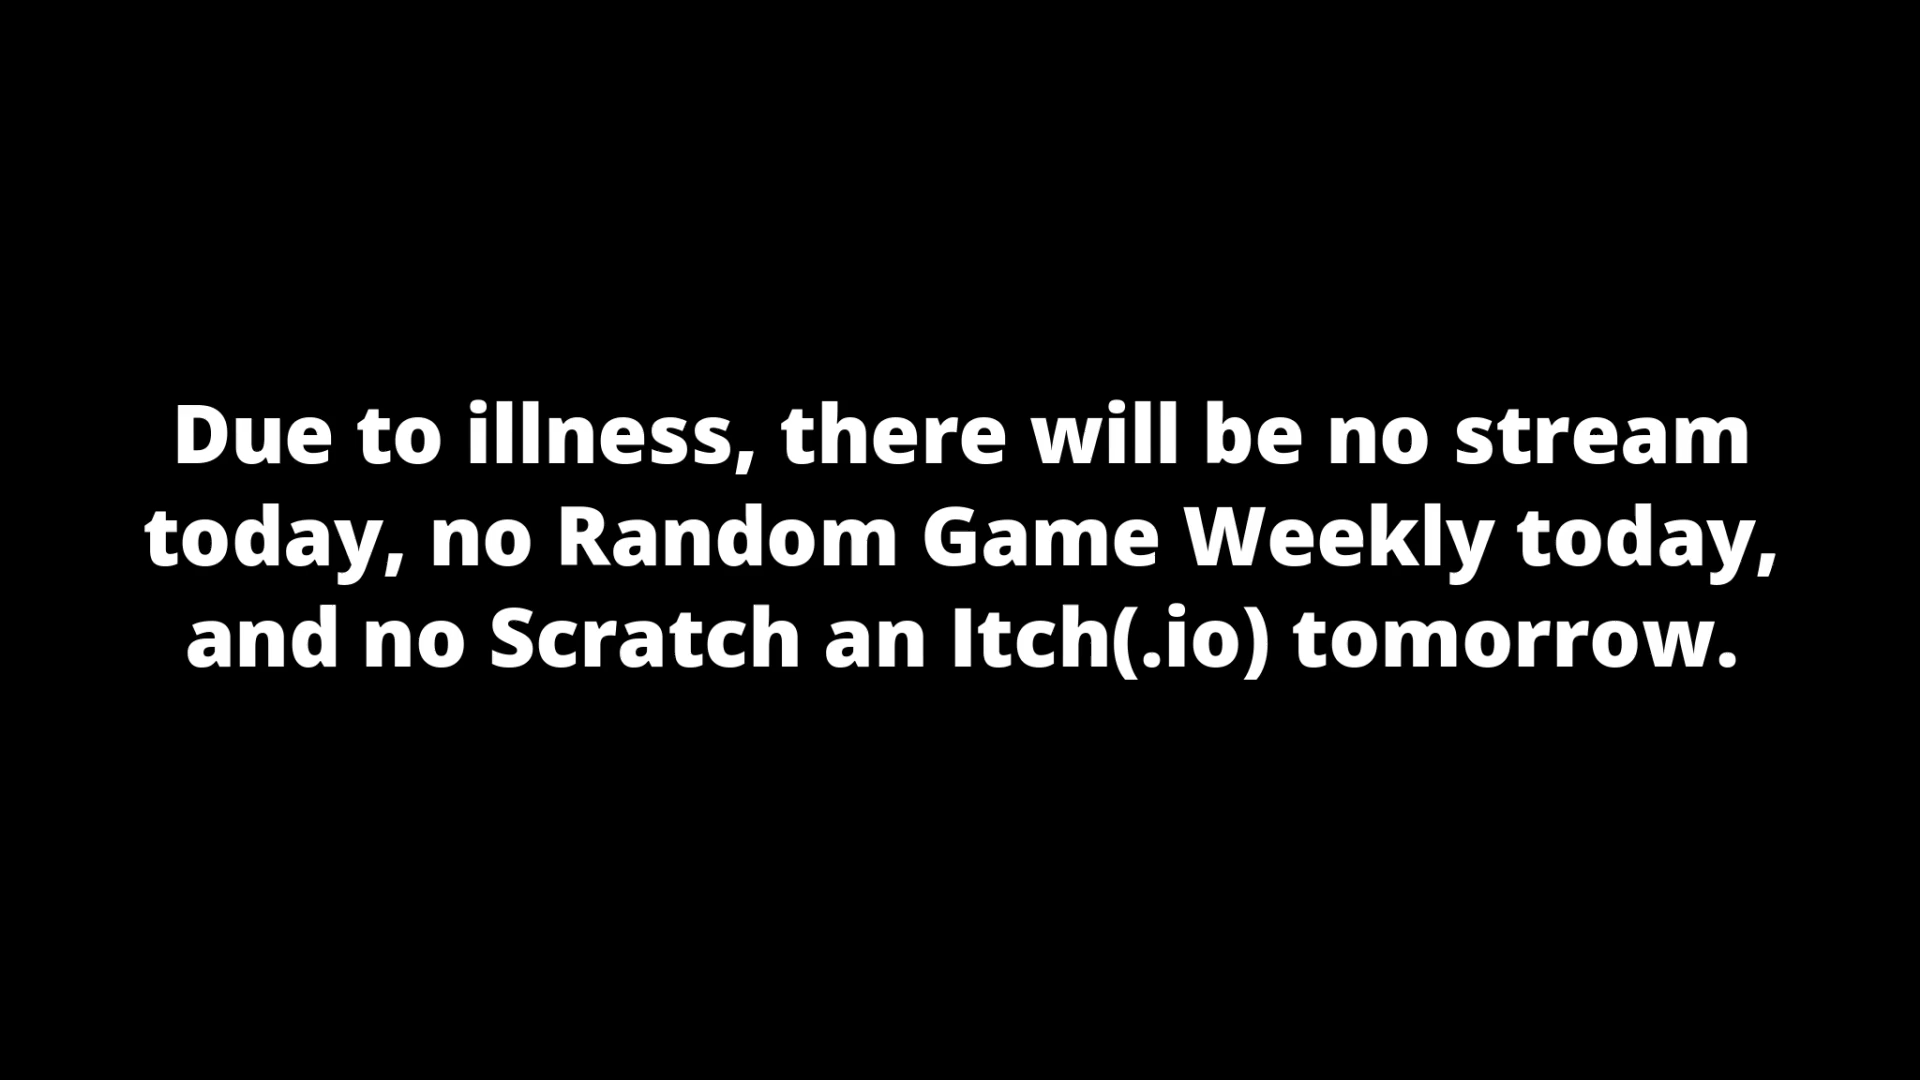 Due to illness, there will be no stream
today, no Random Game Weekly today,
and no Scratch an Itch(.io) tomorrow.